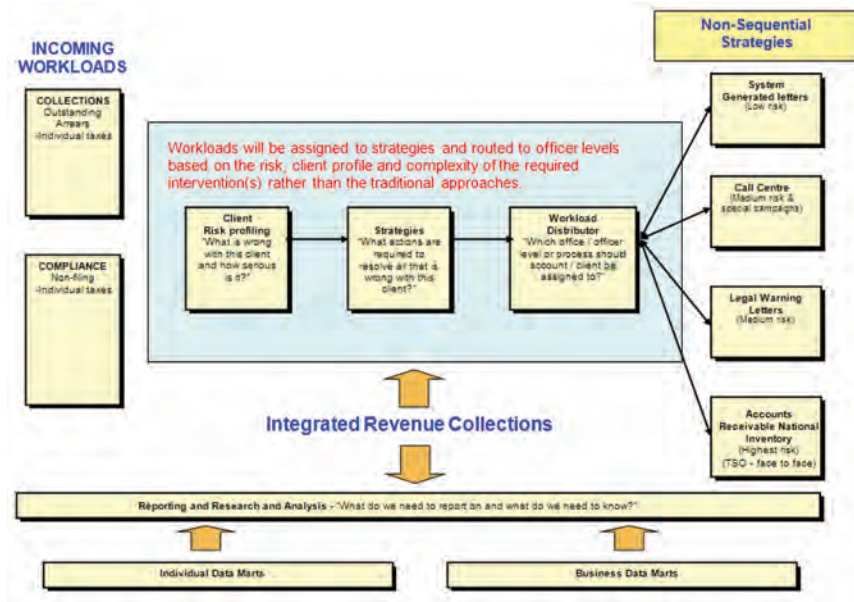 INCOMING
WORKLOADS
COLLECTIONS
Outstanding
Arrears
-Individual taxes
COMPLIANCE
Non-filing
-Individual taxes
Workloads will be assigned to strategies and routed to officer levels
based on the risk, client profile and complexity of the required
intervention(s) rather than the traditional approaches.
Client
Risk profiling
"What is wrong
with this client
and how serious
is it?"
Strategies
"What actions are
required to
resolve all that is
wrong with this
client?"
Workload
Distributor
"Which office / officer
level or process should
account / client be
assigned to?"
Non-Sequential
Strategies
System
Generated letters
(Low risk)
Call Centre
(Medium risk &
special campaigns)
Legal Warning
Letters
(Medium risk)
Accounts
Receivable National
Inventory
(Highest risk)
(TSO - face to face)
Integrated Revenue Collections
Reporting and Research and Analysis - "What do we need to report on and what do we need to know?"
Individual Data Marts
Business Data Marts